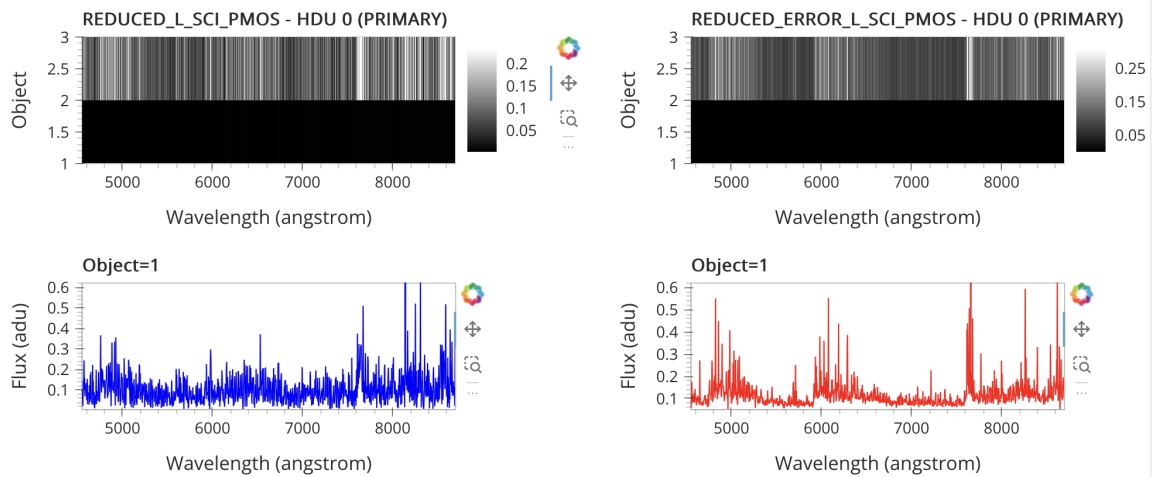 REDUCED_L_SCI_PMOS - HDU 0 (PRIMARY)
3
2.5
2
1.5
1
Object
0.2
0.15
0.1
0.05
5000 6000 7000 8000
Wavelength (angstrom)
...
REDUCED_ERROR_L_SCI_PMOS - HDU 0 (PRIMARY)
3
2.5
2
1.5
1
Object
0.25
0.15
0.05
5000 6000 7000 8000
Wavelength (angstrom)
Object=1
0.6
0.5
0.4
0.3
0.2
0.1
Flux (adu)
5000 6000 7000 8000
Wavelength (angstrom)
...
Object=1
0.6
0.5
0.4
0.3
0.2
0.1
Flux (adu)
5000 6000 7000 8000
Wavelength (angstrom)
...